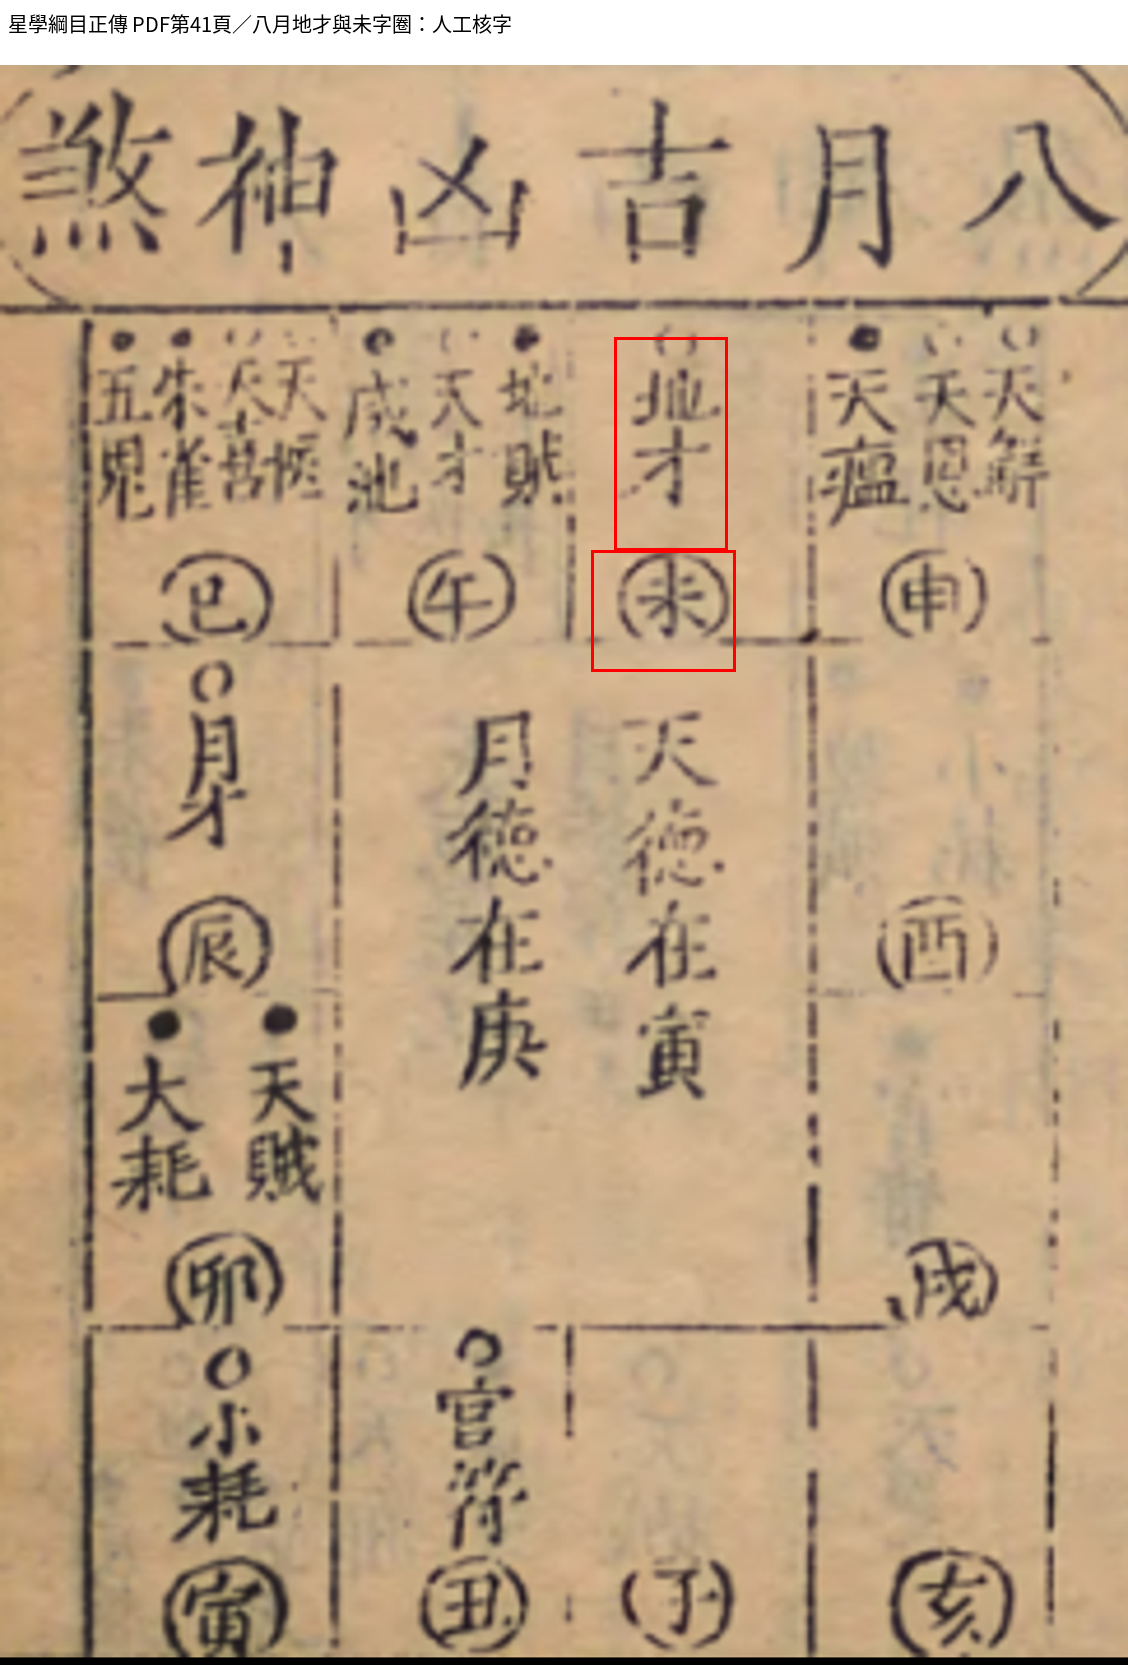 星學綱目正傳 PDF第41頁／八月地才與未字圈：人工核字
八月吉凶神煞
天解
天恩
天瘟
申
地才
未
地賊
天才
咸池
午
天
朱雀
五鬼
巳
酉
天德在寅
月德在庚
月才
辰
戌
天賊
大耗
卯
亥
子
官符
丑
小耗
寅